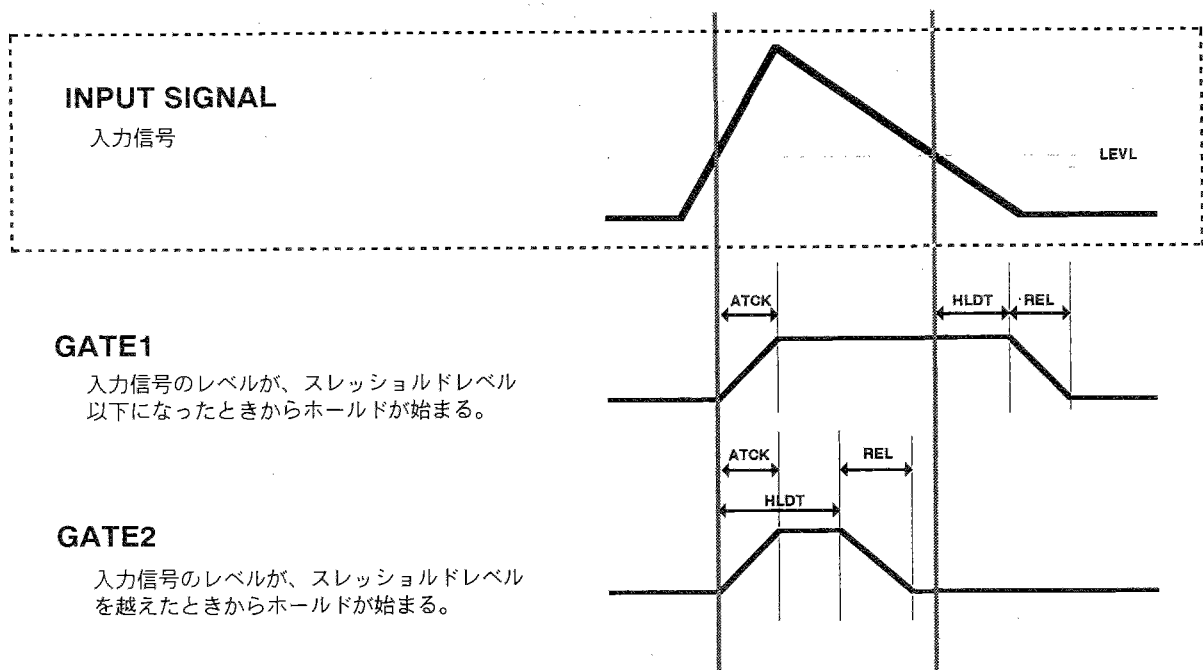 INPUT SIGNAL
入力信号
LEVL
ATCK
HLDT
REL
GATE1
入力信号のレベルが、スレッショルドレベル
以下になったときからホールドが始まる。
ATCK
REL
HLDT
GATE2
入力信号のレベルが、スレッショルドレベル
を越えたときからホールドが始まる。